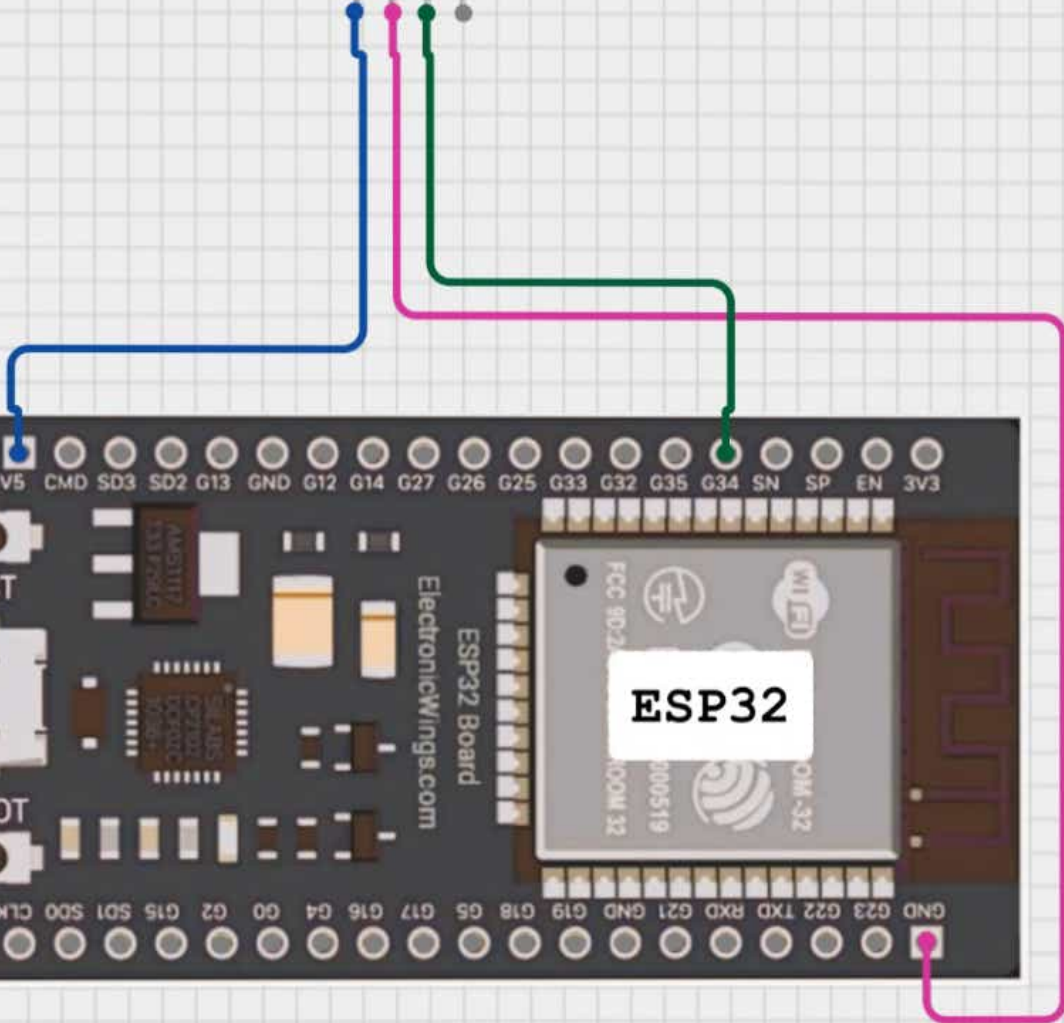 V5 CMD SD3 SD2 G13 GND G12 G14 G27 G26 G25 G33 G32 G35 G34 SN SP EN 3V3
AMS1117
WIFI
ElectronicWings.com
ESP32 Board
ESP32
CLK SD0 SD1 G15 G2 G0 G4 G16 G17 G5 G18 G19 GND G21 RXD TXD G22 G23 GND